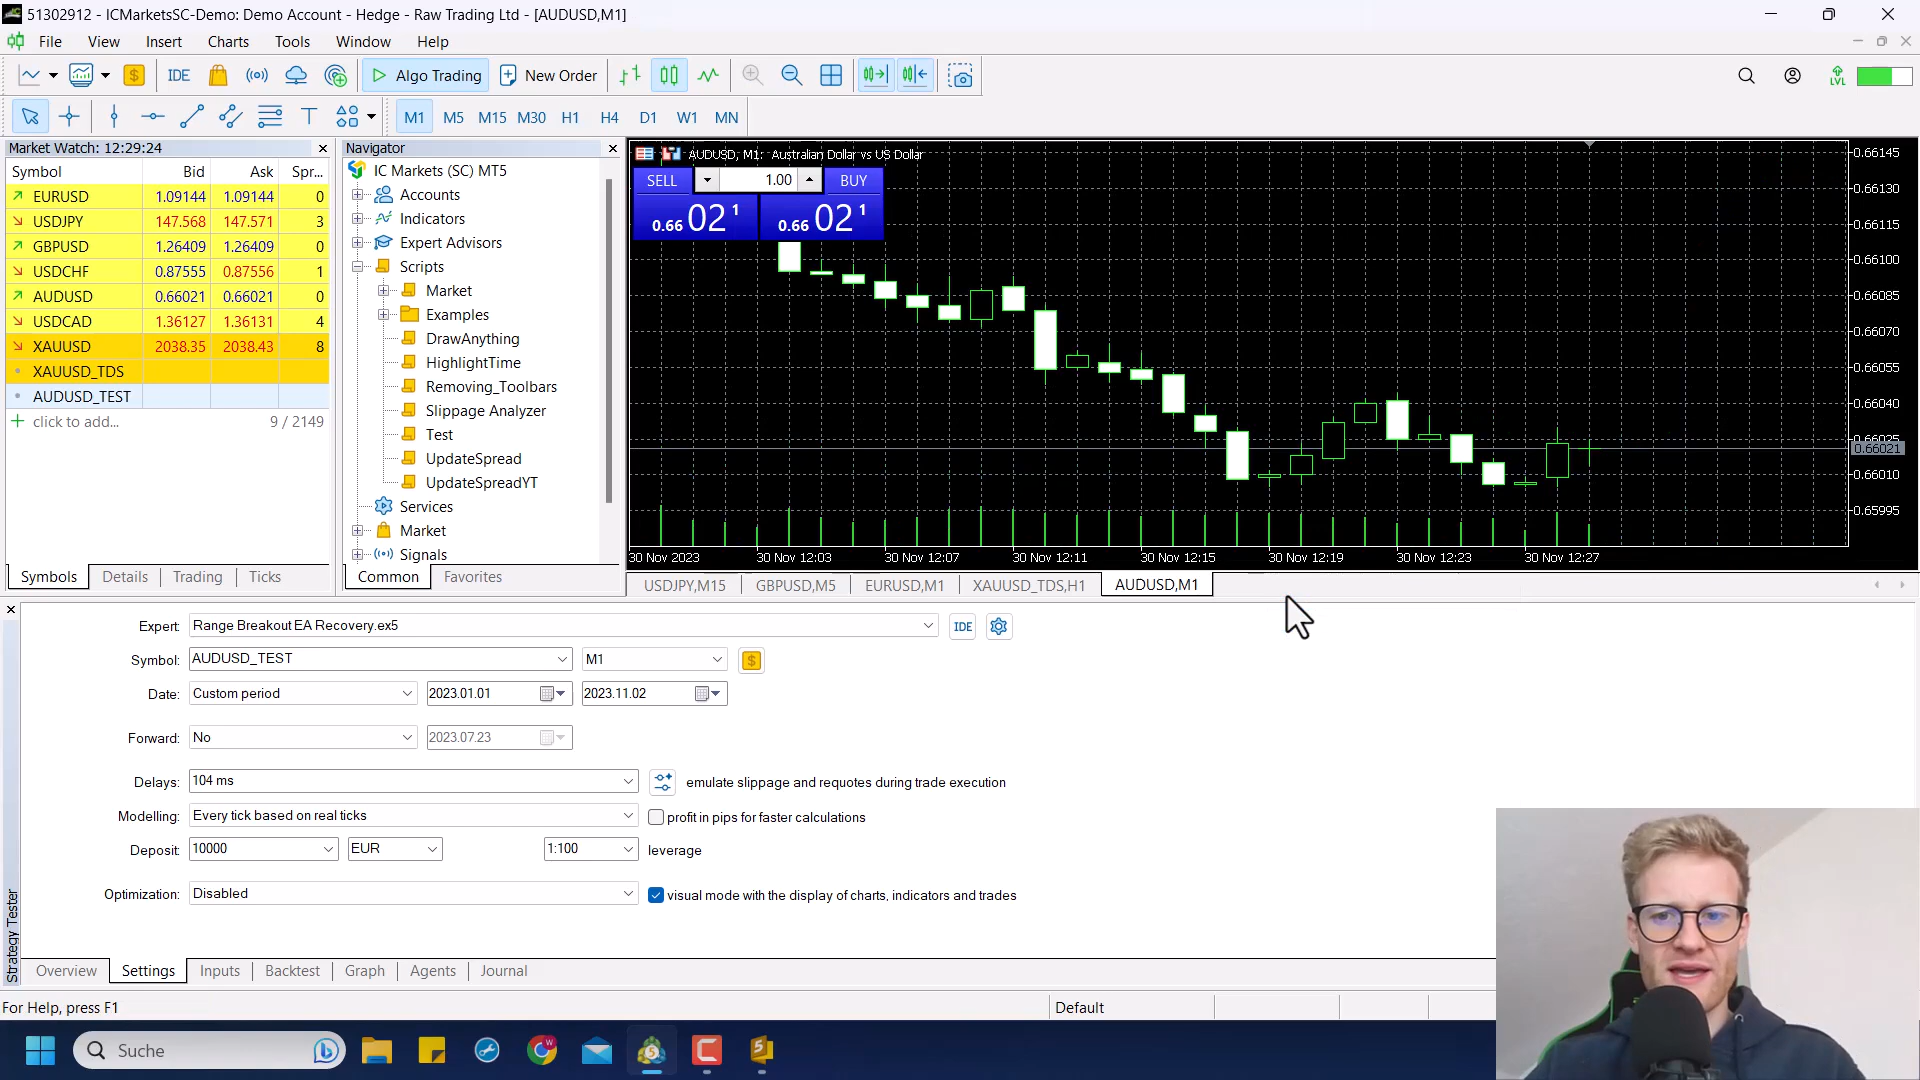 51302912 - ICMarketsSC-Demo: Demo Account - Hedge - Raw Trading Ltd - [AUDUSD,M1]
File View Insert Charts Tools Window Help
IDE Algo Trading New Order LVL
M1 M5 M15 M30 H1 H4 D1 W1 MN
Market Watch: 12:29:24
Symbol Bid Ask Spr...
EURUSD 1.09144 1.09144 0
USDJPY 147.568 147.571 3
GBPUSD 1.26409 1.26409 0
USDCHF 0.87555 0.87556 1
AUDUSD 0.66021 0.66021 0
USDCAD 1.36127 1.36131 4
XAUUSD 2038.35 2038.43 8
XAUUSD_TDS
AUDUSD_TEST
click to add... 9 / 2149
Symbols Details Trading Ticks
Navigator
IC Markets (SC) MT5
Accounts
Indicators
Expert Advisors
Scripts
Market
Examples
DrawAnything
HighlightTime
Removing_Toolbars
Slippage Analyzer
Test
UpdateSpread
UpdateSpreadYT
Services
Market
Signals
Common Favorites
AUDUSD, M1: Australian Dollar vs US Dollar
SELL 1.00 BUY
0.66 02 1 0.66 02 1
0.66145
0.66130
0.66115
0.66100
0.66085
0.66070
0.66055
0.66040
0.66025
0.66021
0.66010
0.65995
30 Nov 2023 30 Nov 12:03 30 Nov 12:07 30 Nov 12:11 30 Nov 12:15 30 Nov 12:19 30 Nov 12:23 30 Nov 12:27
USDJPY,M15 GBPUSD,M5 EURUSD,M1 XAUUSD_TDS,H1 AUDUSD,M1
Expert: Range Breakout EA Recovery.ex5 IDE
Symbol: AUDUSD_TEST M1
Date: Custom period 2023.01.01 2023.11.02
Forward: No 2023.07.23
Delays: 104 ms emulate slippage and requotes during trade execution
Modelling: Every tick based on real ticks profit in pips for faster calculations
Deposit: 10000 EUR 1:100 leverage
Optimization: Disabled visual mode with the display of charts, indicators and trades
Strategy Tester
Overview Settings Inputs Backtest Graph Agents Journal
For Help, press F1 Default
Suche